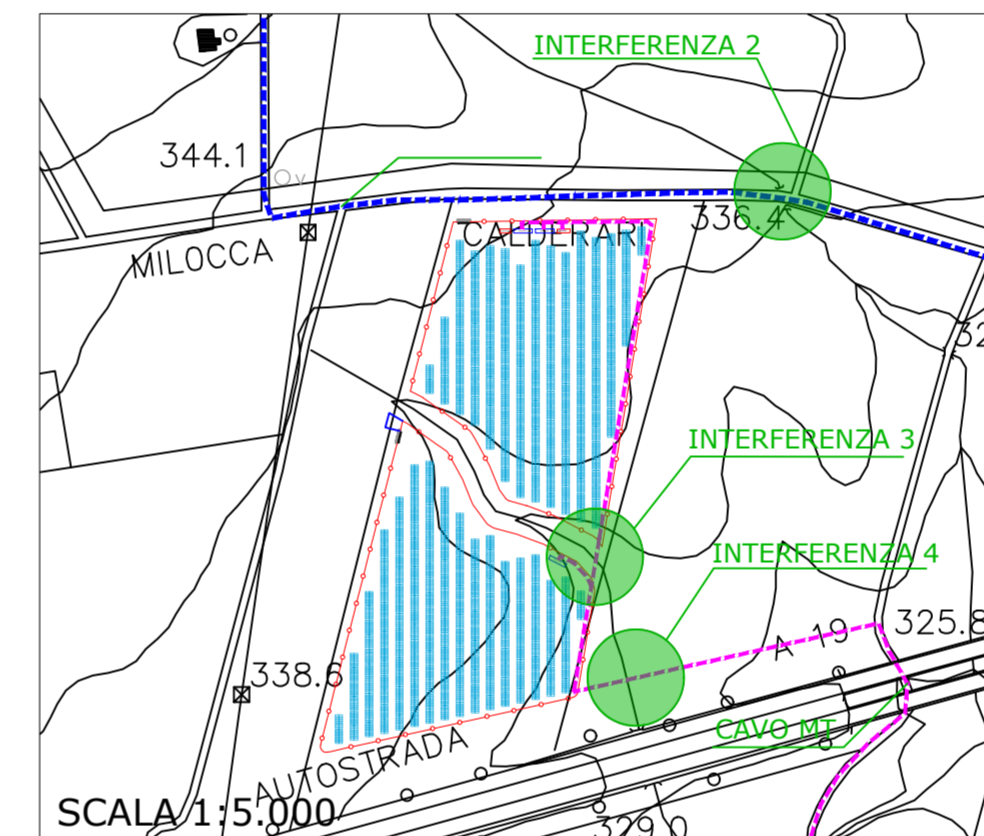 INTERFERENZA 2
344.1
v
336.4
MILOCCA
CALDERARI
32
INTERFERENZA 3
INTERFERENZA 4
325.8
A 19
338.6
CAVO MT
AUTOSTRADA
SCALA 1:5.000
329.0